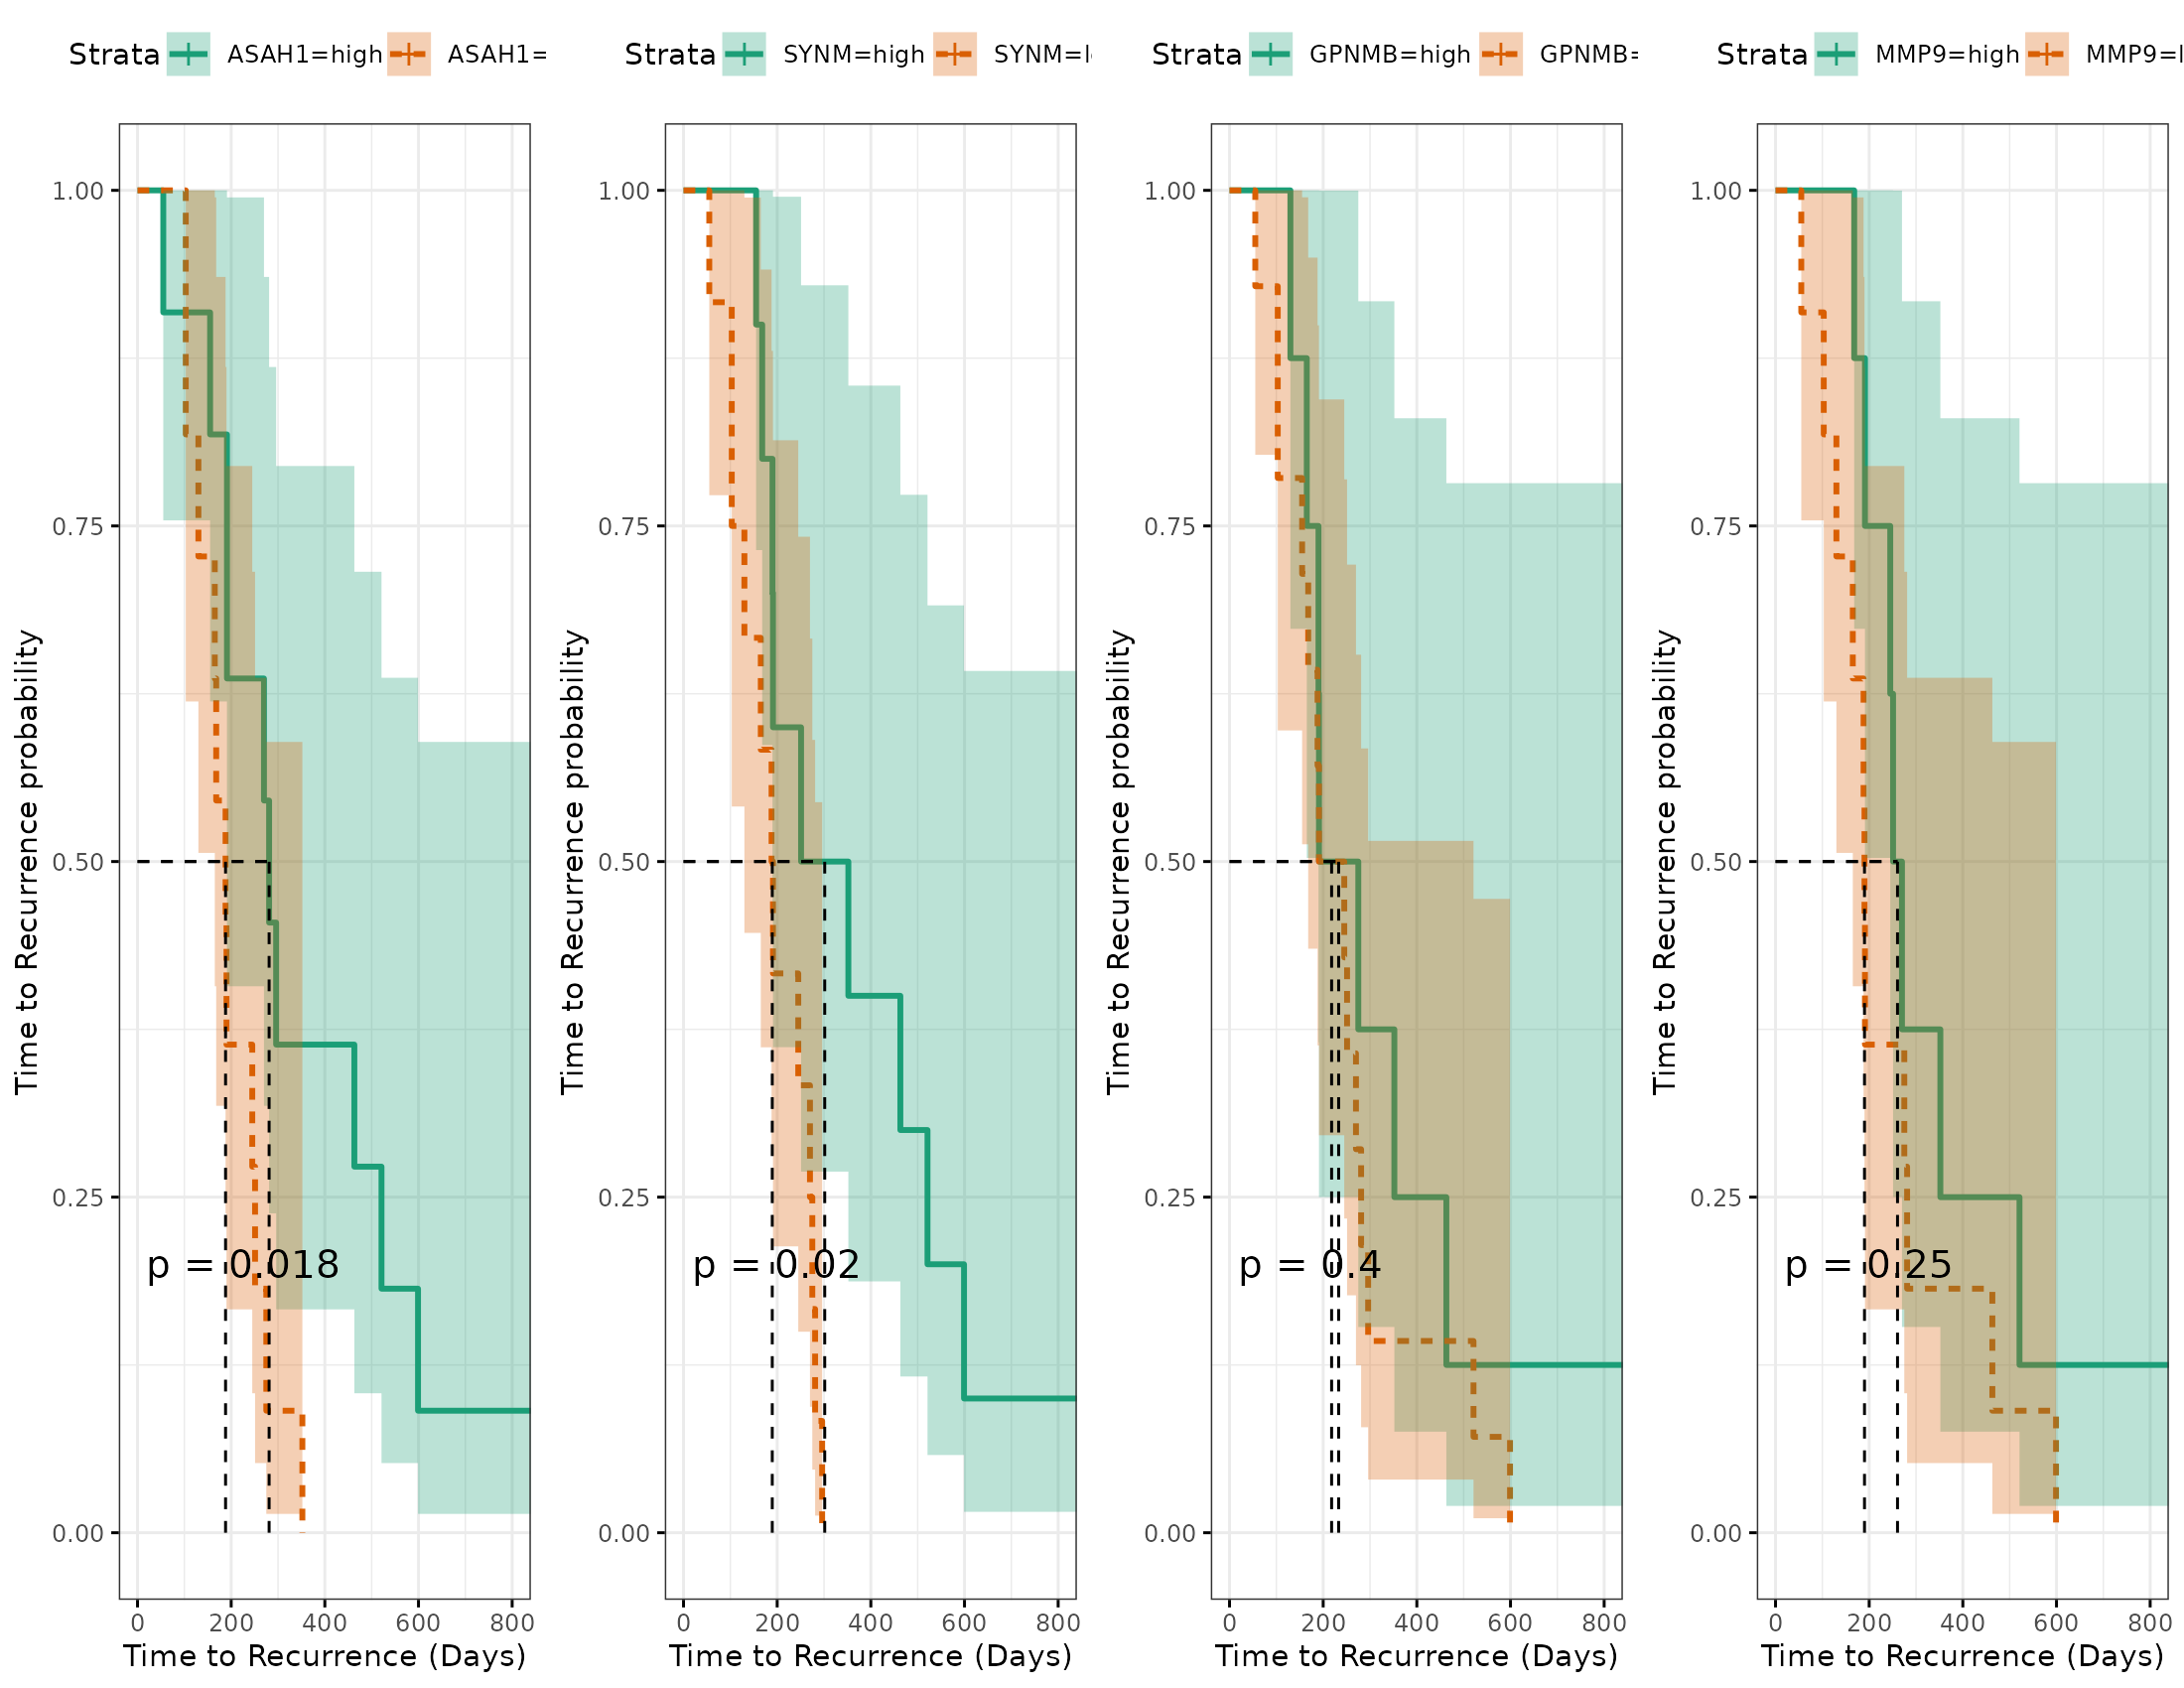 Strata ASAH1=high ASAH1=
Time to Recurrence probability
1.00
0.75
0.50
0.25
0.00
p = 0.018
0 200 400 600 800
Time to Recurrence (Days)
Strata SYNM=high SYNM=l
Time to Recurrence probability
1.00
0.75
0.50
0.25
0.00
p = 0.02
0 200 400 600 800
Time to Recurrence (Days)
Strata GPNMB=high GPNMB=
Time to Recurrence probability
1.00
0.75
0.50
0.25
0.00
p = 0.4
0 200 400 600 800
Time to Recurrence (Days)
Strata MMP9=high MMP9=l
Time to Recurrence probability
1.00
0.75
0.50
0.25
0.00
p = 0.25
0 200 400 600 800
Time to Recurrence (Days)